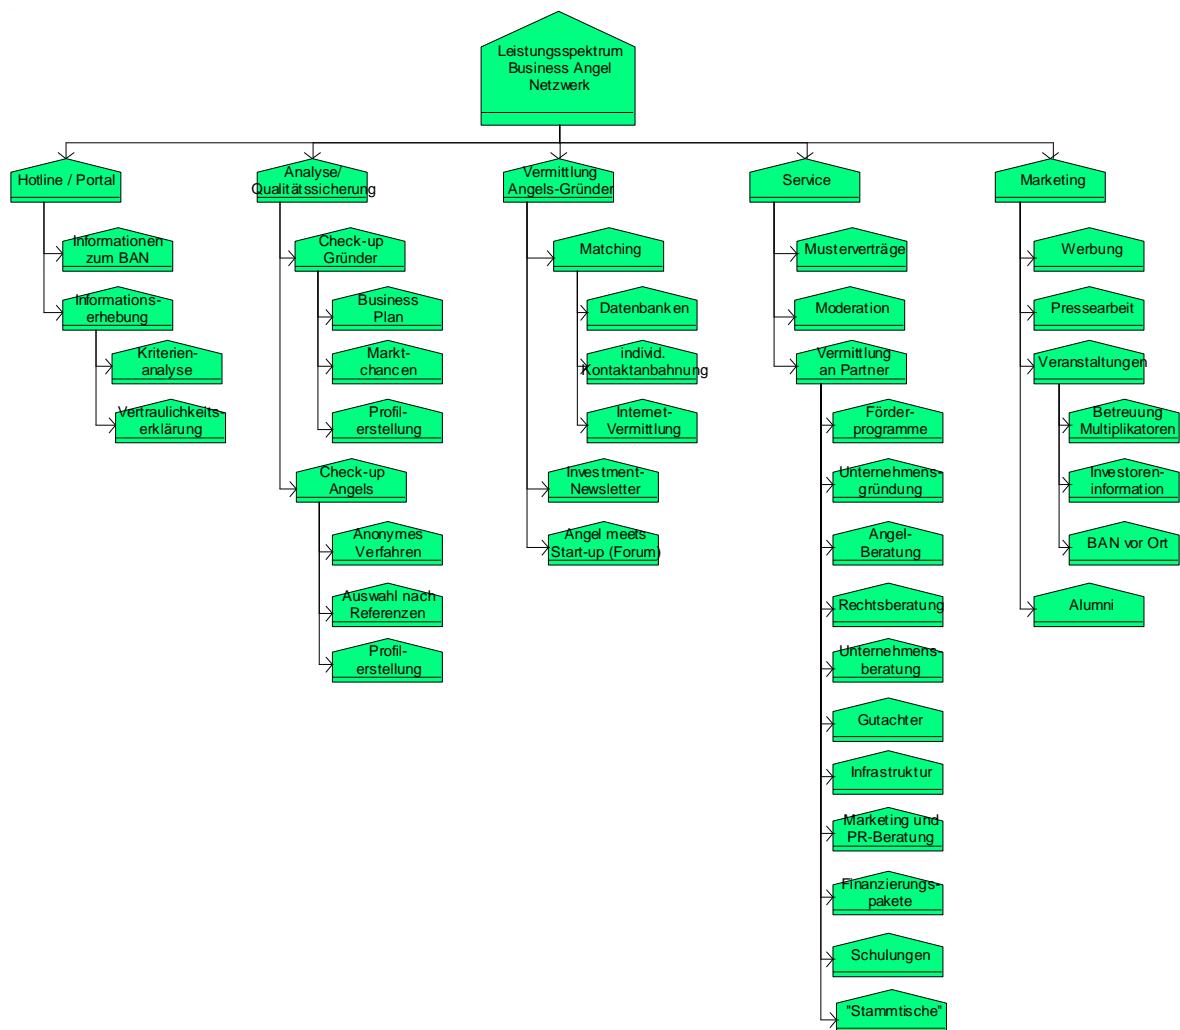 Leistungsspektrum
Business Angel
Netzwerk
Hotline / Portal
Informationen
zum BAN
Informations-
erhebung
Kriterien-
analyse
Vertraulichkeits-
erklärung
Analyse/
Qualitätssicherung
Check-up
Gründer
Business
Plan
Markt-
chancen
Profil-
erstellung
Check-up
Angels
Anonymes
Verfahren
Auswahl nach
Referenzen
Profil-
erstellung
Vermittlung
Angels-Gründer
Matching
Datenbanken
individ.
Kontaktanbahnung
Internet-
Vermittlung
Investment-
Newsletter
Angel meets
Start-up (Forum)
Service
Musterverträge
Moderation
Vermittlung
an Partner
Förder-
programme
Unternehmens-
gründung
Angel-
Beratung
Rechtsberatung
Unternehmens-
beratung
Gutachter
Infrastruktur
Marketing und
PR-Beratung
Finanzierungs-
pakete
Schulungen
"Stammtische"
Marketing
Werbung
Pressearbeit
Veranstaltungen
Betreuung
Multiplikatoren
Investoren-
information
BAN vor Ort
Alumni